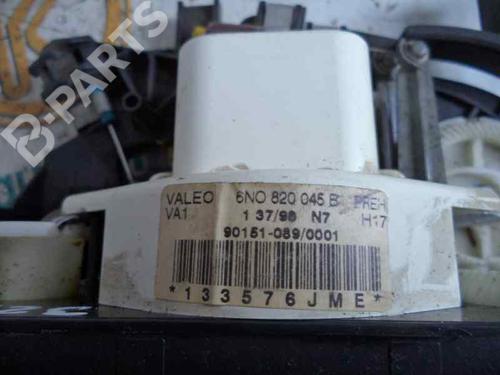 B-PARTS
VALEO 6N0 820 045 B PREH
VA1 1 37/98 N7 H17
90151-089/0001
*133576JME*